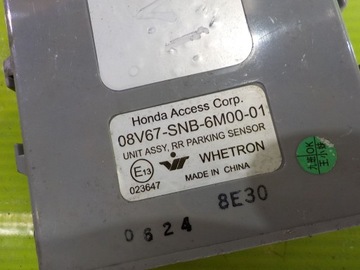 Honda Access Corp.
08V67-SNB-6M00-01
UNIT ASSY, RR PARKING SENSOR
E13
WHETRON
023647
MADE IN CHINA
8E30
0624
OK